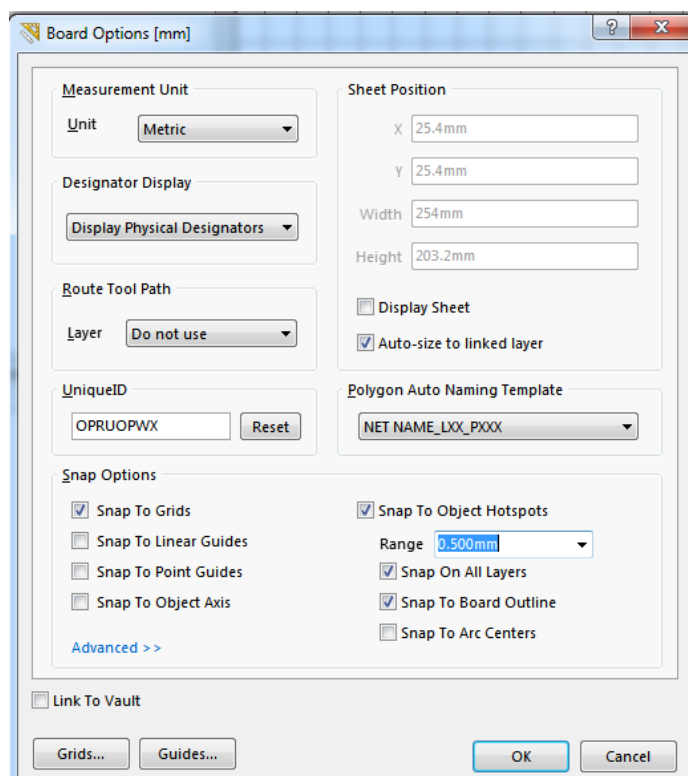 Board Options [mm]
Measurement Unit
Unit
Metric
Designator Display
Display Physical Designators
Route Tool Path
Layer
Do not use
UniqueID
OPRUOPWX
Reset
Sheet Position
X
25.4mm
Y
25.4mm
Width
254mm
Height
203.2mm
Display Sheet
Auto-size to linked layer
Polygon Auto Naming Template
NET NAME_LXX_PXXX
Snap Options
Snap To Grids
Snap To Linear Guides
Snap To Point Guides
Snap To Object Axis
Advanced >>
Snap To Object Hotspots
Range
0.500mm
Snap On All Layers
Snap To Board Outline
Snap To Arc Centers
Link To Vault
Grids...
Guides...
OK
Cancel